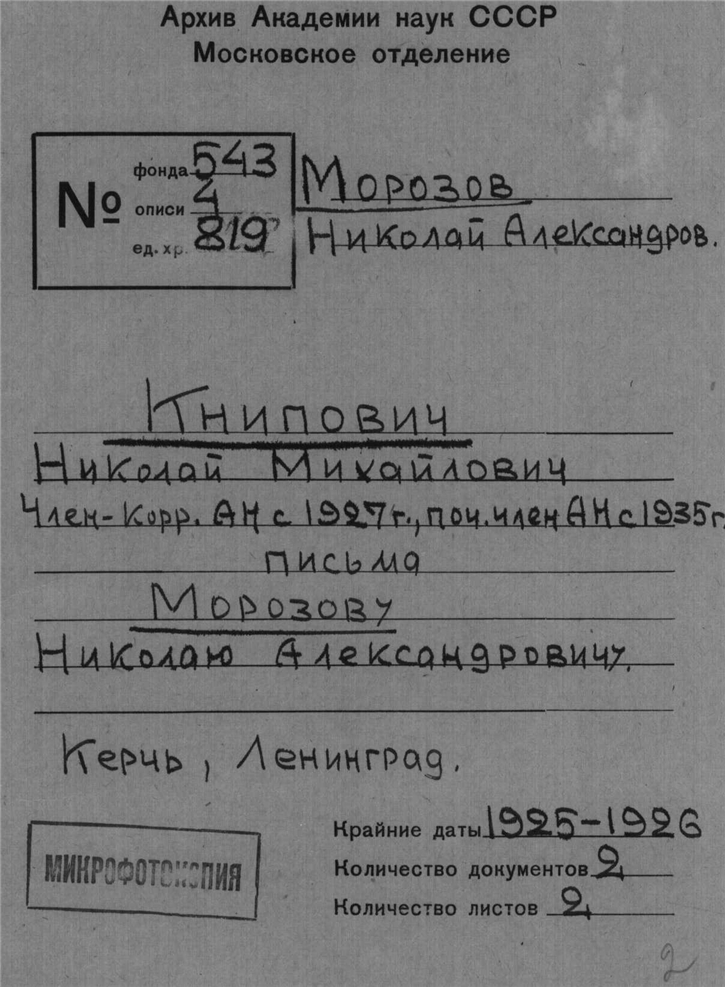 Архив Академии наук СССР
Московское отделение
№
фонда 543
описи 4
ед. хр. 819
Морозов
Николай Александров.
Книпович
Николай Михайлович
Член-корр. АН с 1927г., поч. член АН с 1935г.
письма
Морозову
Николаю Александровичу.
Керчь, Ленинград.
Крайние даты 1925-1926
Количество документов 2
Количество листов 2
МИКРОФОТОКОПИЯ
2